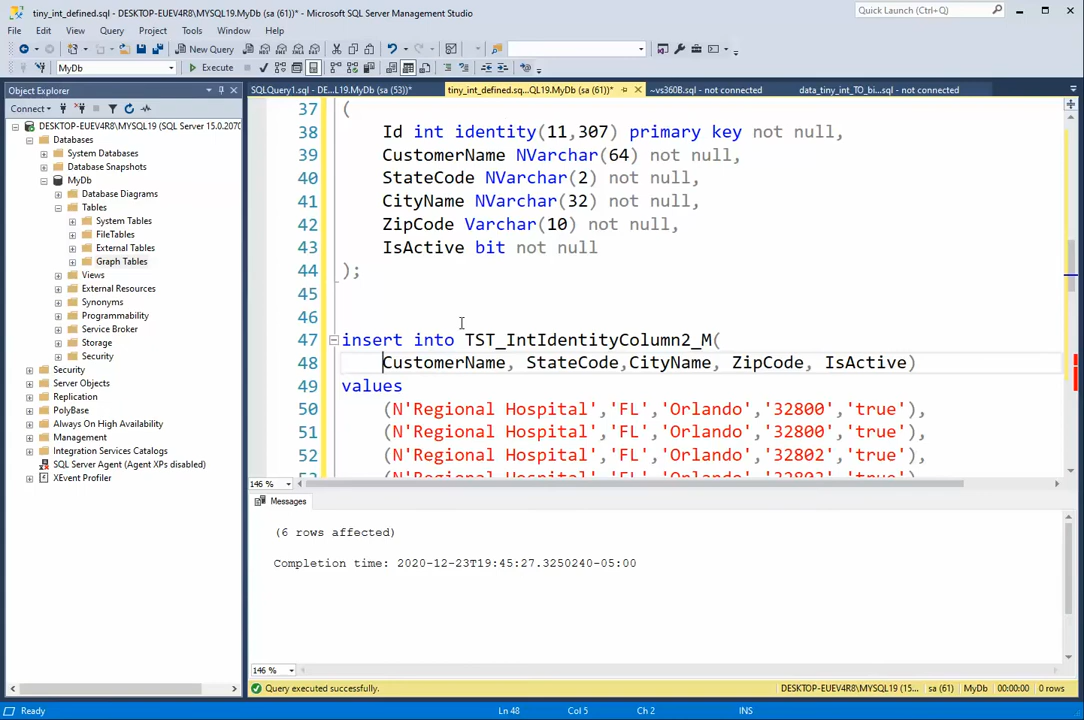 tiny_int_defined.sql - DESKTOP-EUEV4R8\MYSQL19.MyDb (sa (61))* - Microsoft SQL Server Management Studio
Quick Launch (Ctrl+Q)
File Edit View Query Project Tools Window Help
New Query
MyDb Execute
Object Explorer
SQLQuery1.sql - DE...L19.MyDb (sa (53))* tiny_int_defined.sq...QL19.MyDb (sa (61))* ~vs360B.sql - not connected data_tiny_int_TO_bi...sql - not connected
Connect
DESKTOP-EUEV4R8\MYSQL19 (SQL Server 15.0.2070
Databases
System Databases
Database Snapshots
MyDb
Database Diagrams
Tables
System Tables
FileTables
External Tables
Graph Tables
Views
External Resources
Synonyms
Programmability
Service Broker
Storage
Security
Security
Server Objects
Replication
PolyBase
Always On High Availability
Management
Integration Services Catalogs
SQL Server Agent (Agent XPs disabled)
XEvent Profiler
37 (
38 Id int identity(11,307) primary key not null,
39 CustomerName NVarchar(64) not null,
40 StateCode NVarchar(2) not null,
41 CityName NVarchar(32) not null,
42 ZipCode Varchar(10) not null,
43 IsActive bit not null
44 );
45
46
47 insert into TST_IntIdentityColumn2_M(
48 CustomerName, StateCode,CityName, ZipCode, IsActive)
49 values
50 (N'Regional Hospital','FL','Orlando','32800','true'),
51 (N'Regional Hospital','FL','Orlando','32800','true'),
52 (N'Regional Hospital','FL','Orlando','32802','true'),
146 %
Messages
(6 rows affected)
Completion time: 2020-12-23T19:45:27.3250240-05:00
146 %
Query executed successfully. DESKTOP-EUEV4R8\MYSQL19 (15... sa (61) MyDb 00:00:00 0 rows
Ready Ln 48 Col 5 Ch 2 INS